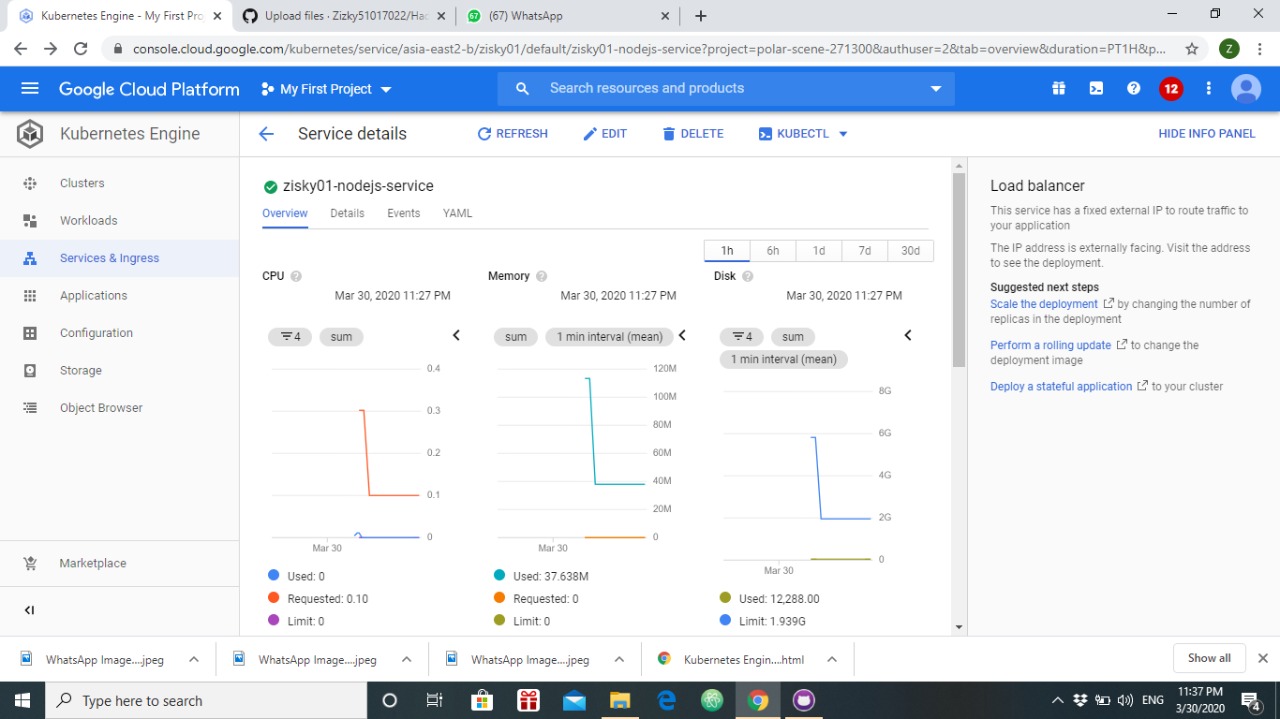 Kubernetes Engine - My First Pro
Upload files · Zizky51017022/Hac
(67) WhatsApp
console.cloud.google.com/kubernetes/service/asia-east2-b/zisky01/default/zisky01-nodejs-service?project=polar-scene-271300&authuser=2&tab=overview&duration=PT1H&p...
Z
Google Cloud Platform
My First Project
Search resources and products
12
Kubernetes Engine
Service details
REFRESH
EDIT
DELETE
KUBECTL
HIDE INFO PANEL
Clusters
Workloads
Services & Ingress
Applications
Configuration
Storage
Object Browser
Marketplace
zisky01-nodejs-service
Overview Details Events YAML
1h 6h 1d 7d 30d
CPU
Mar 30, 2020 11:27 PM
4 sum
0.4
0.3
0.2
0.1
0
Mar 30
Used: 0
Requested: 0.10
Limit: 0
Memory
Mar 30, 2020 11:27 PM
sum 1 min interval (mean)
120M
100M
80M
60M
40M
20M
0
Mar 30
Used: 37.638M
Requested: 0
Limit: 0
Disk
Mar 30, 2020 11:27 PM
4 sum
1 min interval (mean)
8G
6G
4G
2G
0
Mar 30
Used: 12,288.00
Limit: 1.939G
Load balancer
This service has a fixed external IP to route traffic to
your application
The IP address is externally facing. Visit the address
to see the deployment.
Suggested next steps
Scale the deployment by changing the number of
replicas in the deployment
Perform a rolling update to change the
deployment image
Deploy a stateful application to your cluster
WhatsApp Image....jpeg
WhatsApp Image....jpeg
WhatsApp Image....jpeg
Kubernetes Engin....html
Show all
Type here to search
ENG
11:37 PM
3/30/2020
4